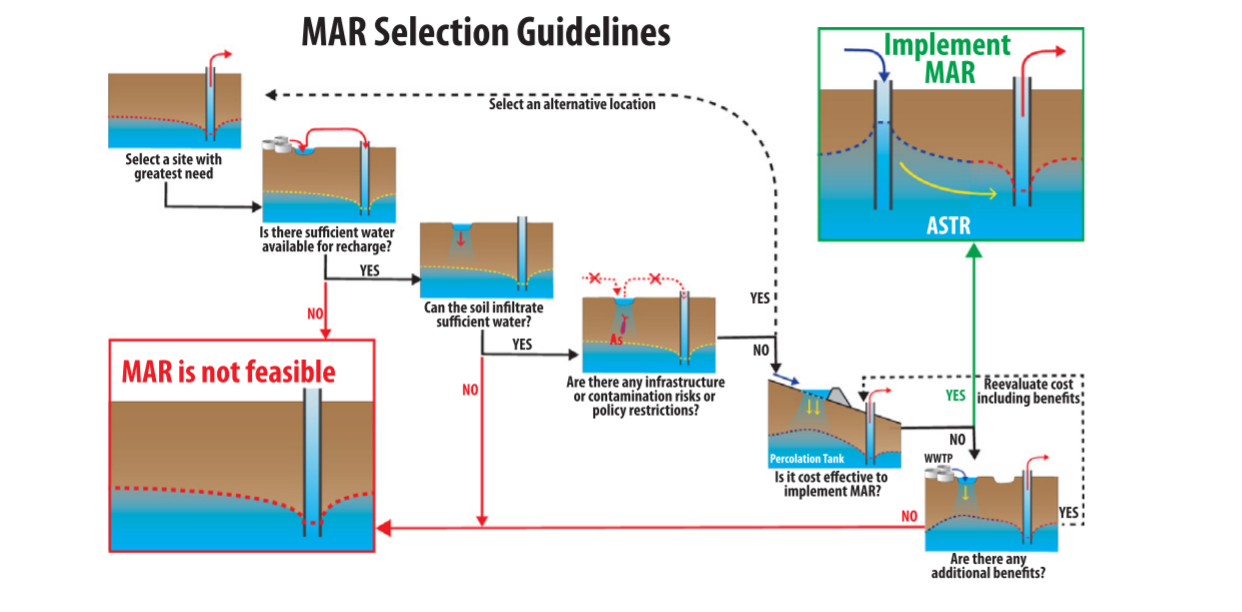 MAR Selection Guidelines
Implement
MAR
Select an alternative location
Select a site with
greatest need
Is there sufficient water
available for recharge?
ASTR
YES
NO
Can the soil infiltrate
sufficient water?
YES
NO
As
YES
NO
Are there any infrastructure
or contamination risks or
policy restrictions?
MAR is not feasible
Percolation Tank
Is it cost effective to
implement MAR?
YES
Reevaluate cost
including benefits
NO
WWTP
YES
NO
Are there any
additional benefits?